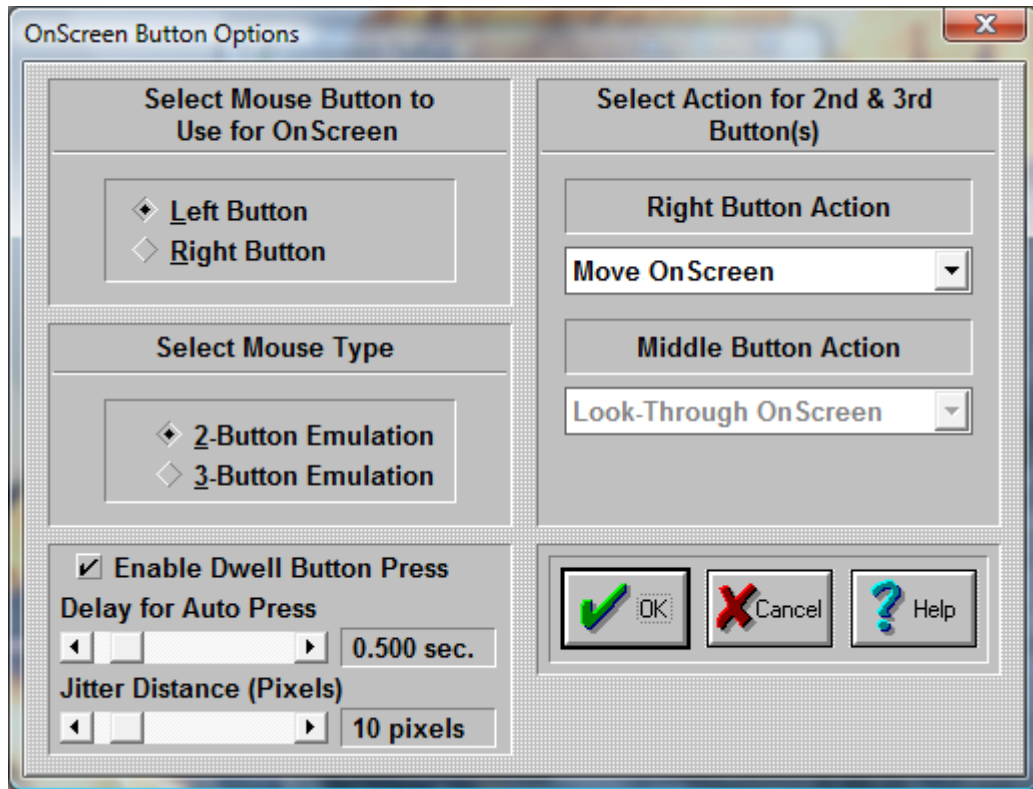 OnScreen Button Options
Select Mouse Button to
Use for OnScreen
Left Button
Right Button
Select Mouse Type
2-Button Emulation
3-Button Emulation
Enable Dwell Button Press
Delay for Auto Press
0.500 sec.
Jitter Distance (Pixels)
10 pixels
Select Action for 2nd & 3rd
Button(s)
Right Button Action
Move OnScreen
Middle Button Action
Look-Through OnScreen
OK
Cancel
Help